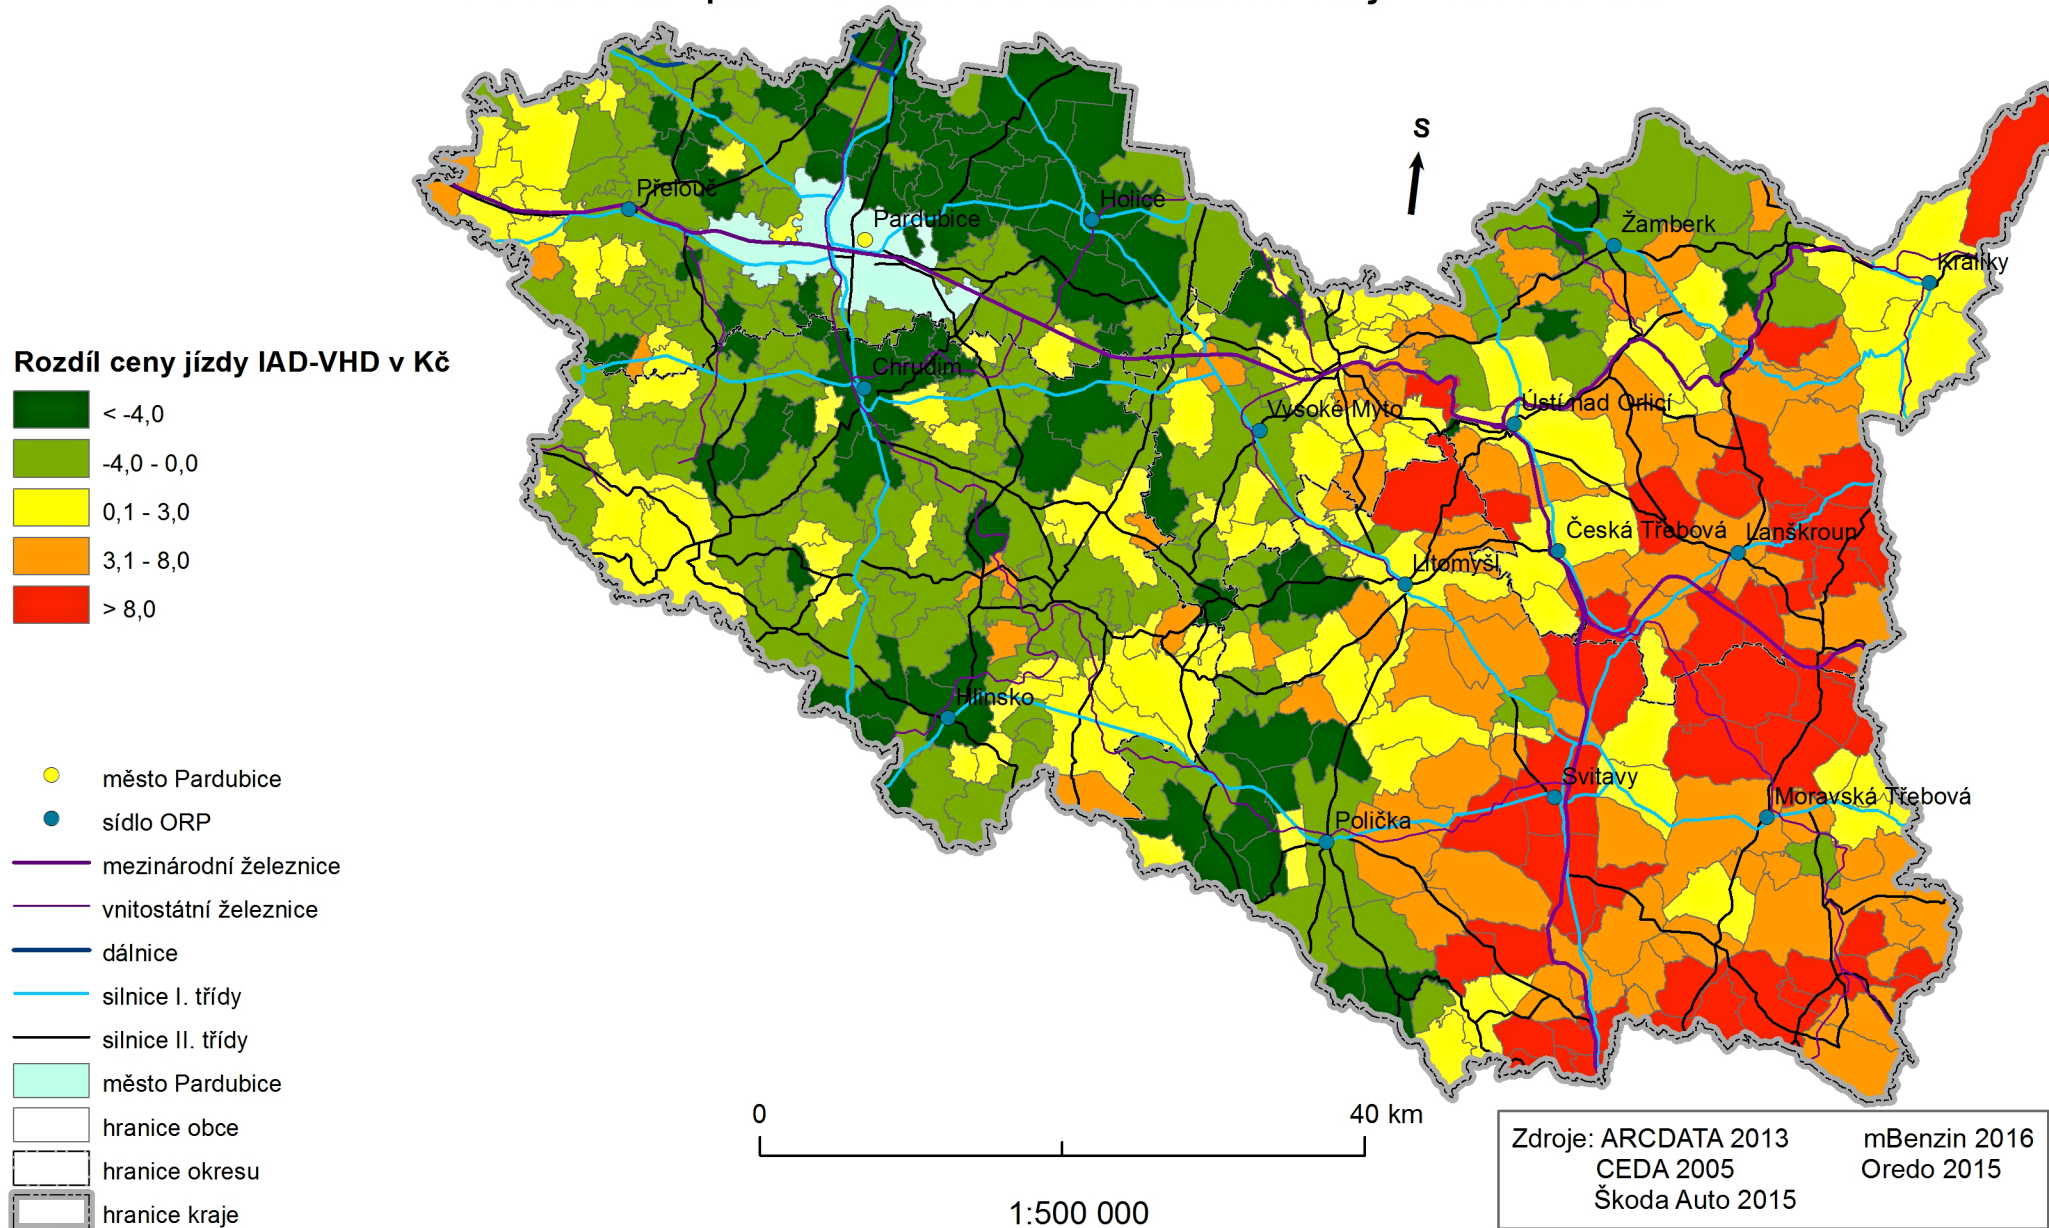 S
Přelouč
Pardubice
Holice
Žamberk
Králíky
Chrudim
Vysoké Mýto
Ústí nad Orlicí
Česká Třebová
Lanškroun
Litomyšl
Hlinsko
Svitavy
Moravská Třebová
Polička
Rozdíl ceny jízdy IAD-VHD v Kč
< -4,0
-4,0 - 0,0
0,1 - 3,0
3,1 - 8,0
> 8,0
město Pardubice
sídlo ORP
mezinárodní železnice
vnitostátní železnice
dálnice
silnice I. třídy
silnice II. třídy
město Pardubice
hranice obce
hranice okresu
hranice kraje
0 40 km
1:500 000
Zdroje: ARCDATA 2013 mBenzin 2016
CEDA 2005 Oredo 2015
Škoda Auto 2015